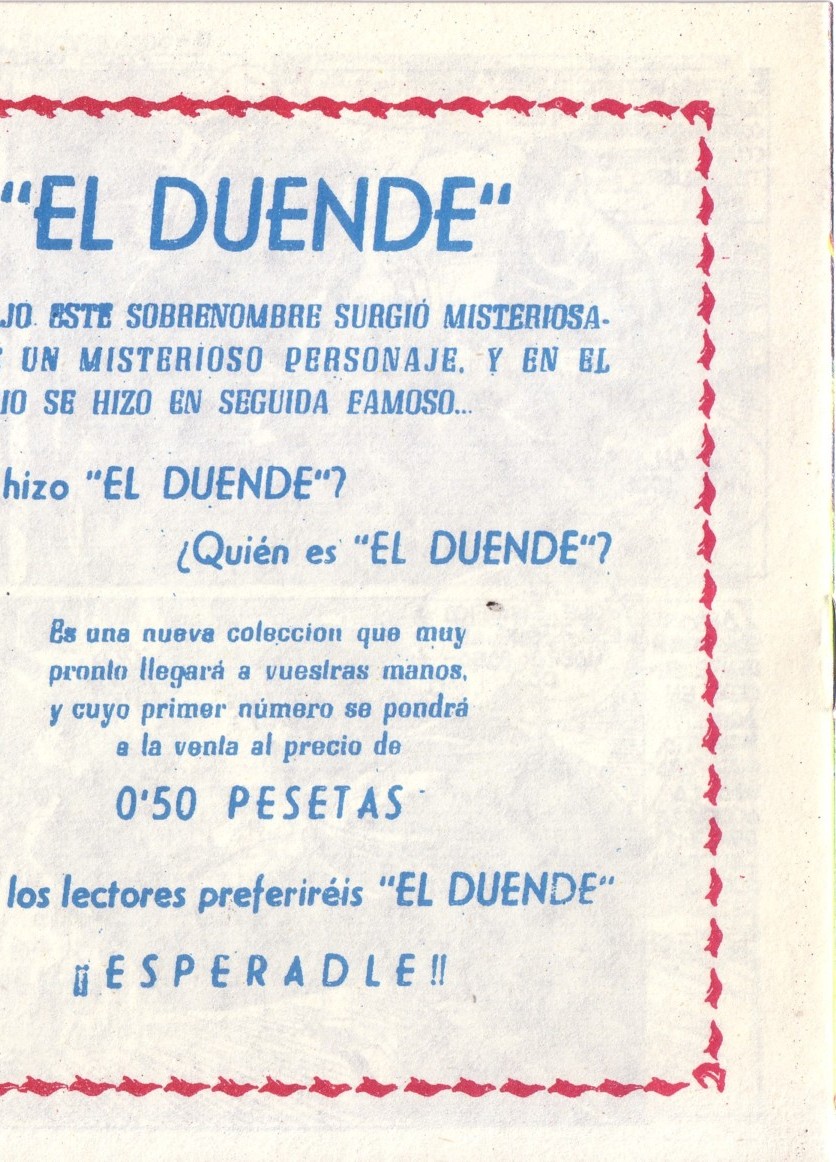 "EL DUENDE"
JO ESTE SOBRENOMBRE SURGIÓ MISTERIOSA-
E UN MISTERIOSO PERSONAJE, Y EN EL
IO SE HIZO EN SEGUIDA FAMOSO...
hizo "EL DUENDE"?
¿Quién es "EL DUENDE"?
Es una nueva coleccion que muy
pronto llegará a vuestras manos,
y cuyo primer número se pondrá
a la venta al precio de
0'50 PESETAS
los lectores preferiréis "EL DUENDE"
¡¡ESPERADLE!!